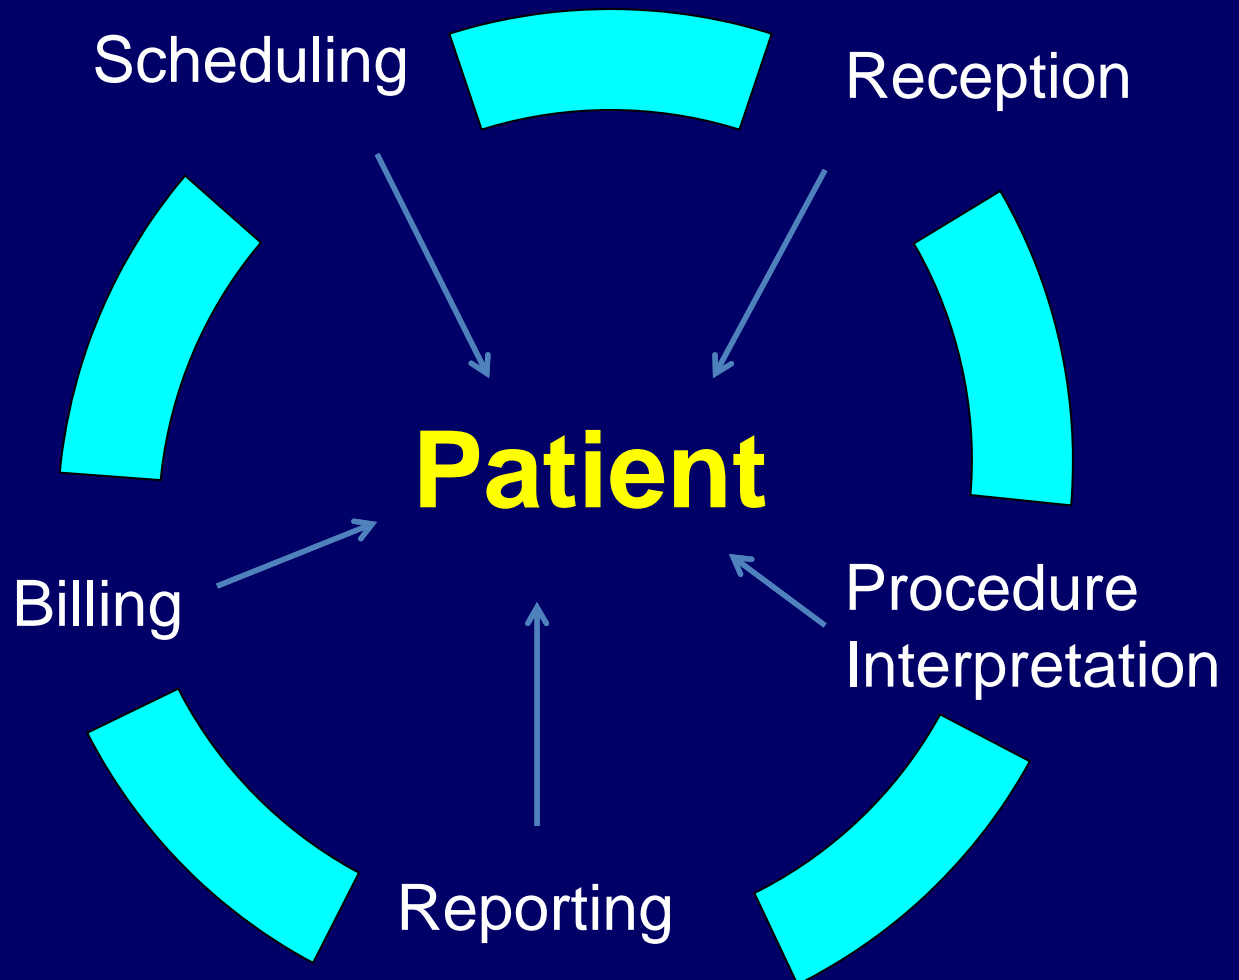 Scheduling
Reception
Patient
Billing
Procedure
Interpretation
Reporting